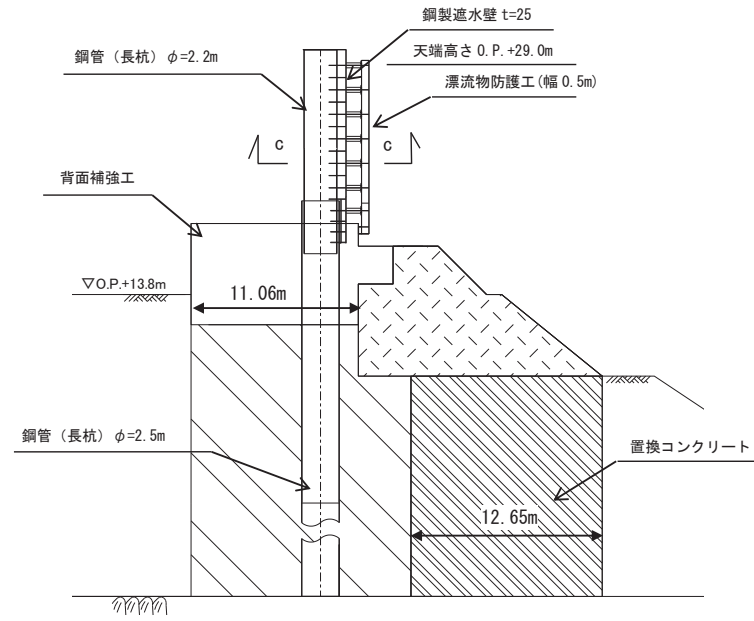 鋼製遮水壁 t=25
鋼管（長杭）φ=2.2m
天端高さ O.P.+29.0m
漂流物防護工(幅 0.5m)
C
C
背面補強工
▽O.P.+13.8m
11.06m
鋼管（長杭）φ=2.5m
置換コンクリート
12.65m